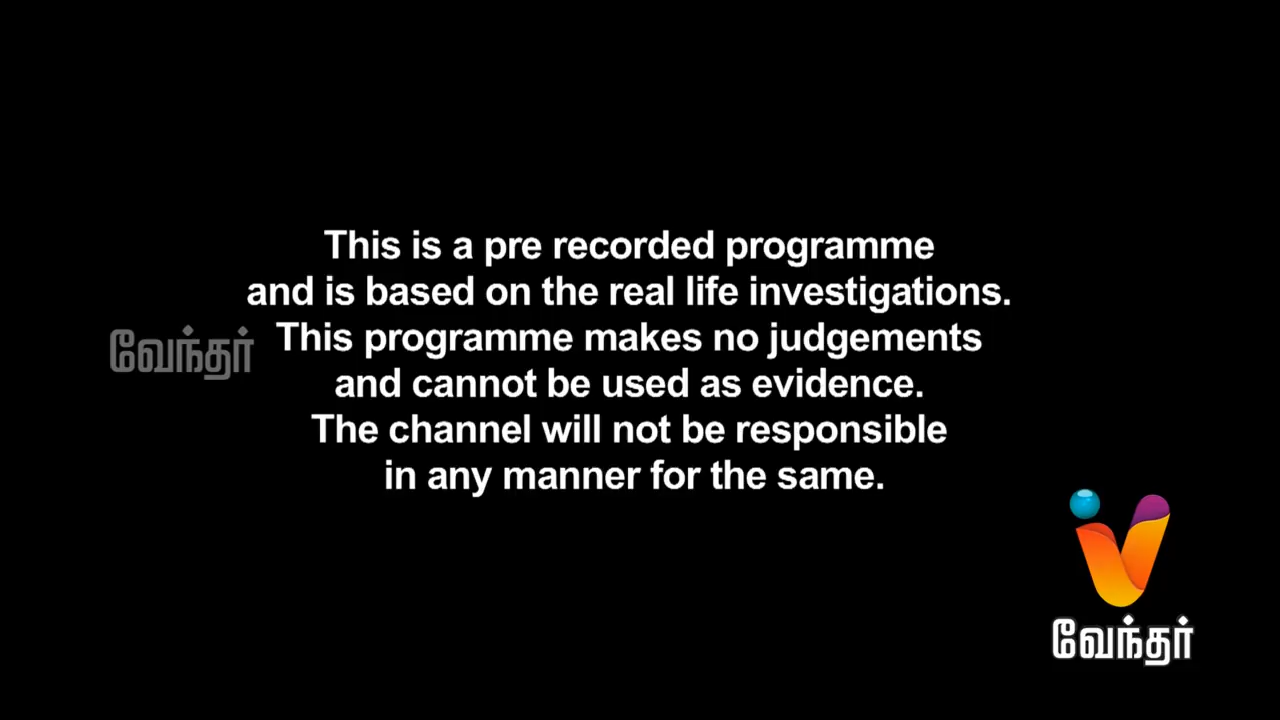 This is a pre recorded programme
and is based on the real life investigations.
வேந்தர்
This programme makes no judgements
and cannot be used as evidence.
The channel will not be responsible
in any manner for the same.
வேந்தர்